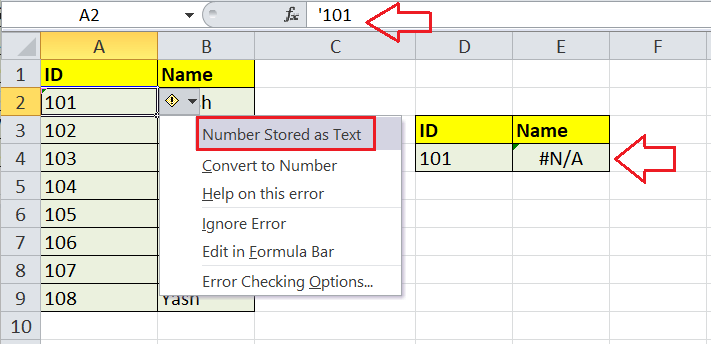 A2 fx '101
A B C D E F
1 ID Name
2 101 h
3 102 ID Name
4 103 101 #N/A
5 104
6 105
7 106
8 107
9 108 Yash
10
Number Stored as Text
Convert to Number
Help on this error
Ignore Error
Edit in Formula Bar
Error Checking Options...